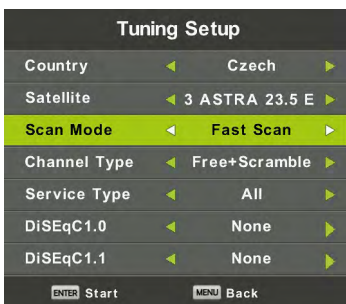 Tuning Setup
Country Czech
Satellite 3 ASTRA 23.5 E
Scan Mode Fast Scan
Channel Type Free+Scramble
Service Type All
DiSEqC1.0 None
DiSEqC1.1 None
ENTER Start MENU Back